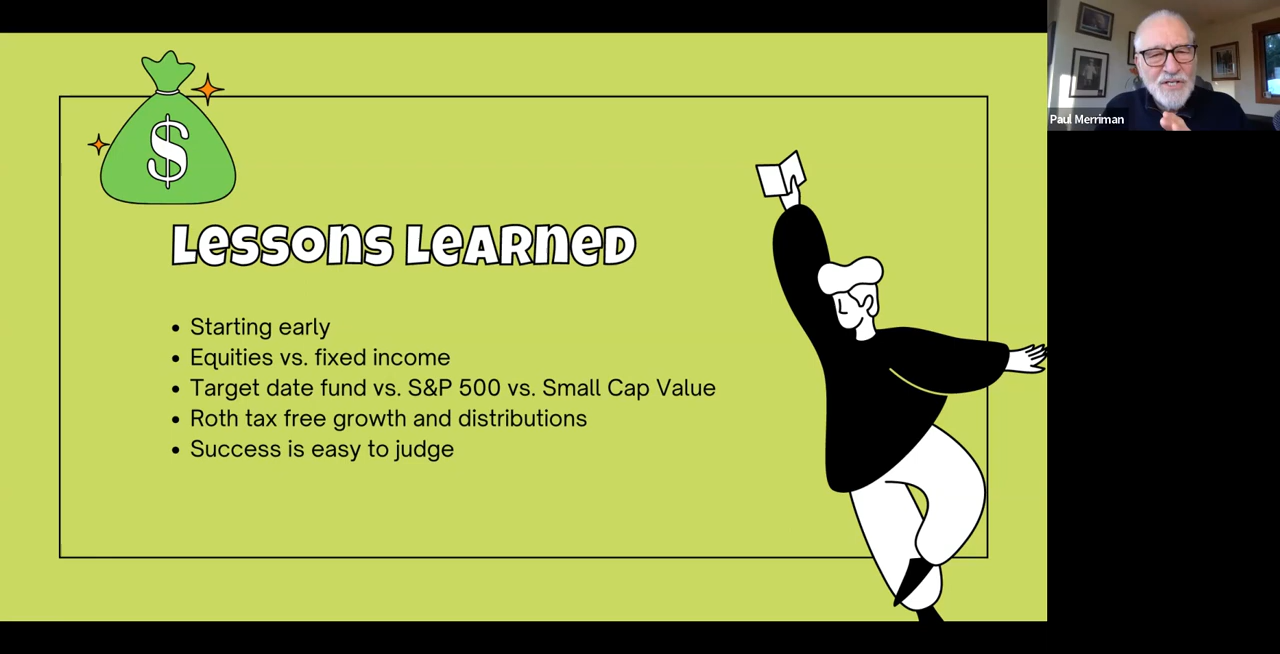 $
Lessons Learned
• Starting early
• Equities vs. fixed income
• Target date fund vs. S&P 500 vs. Small Cap Value
• Roth tax free growth and distributions
• Success is easy to judge
Paul Merriman